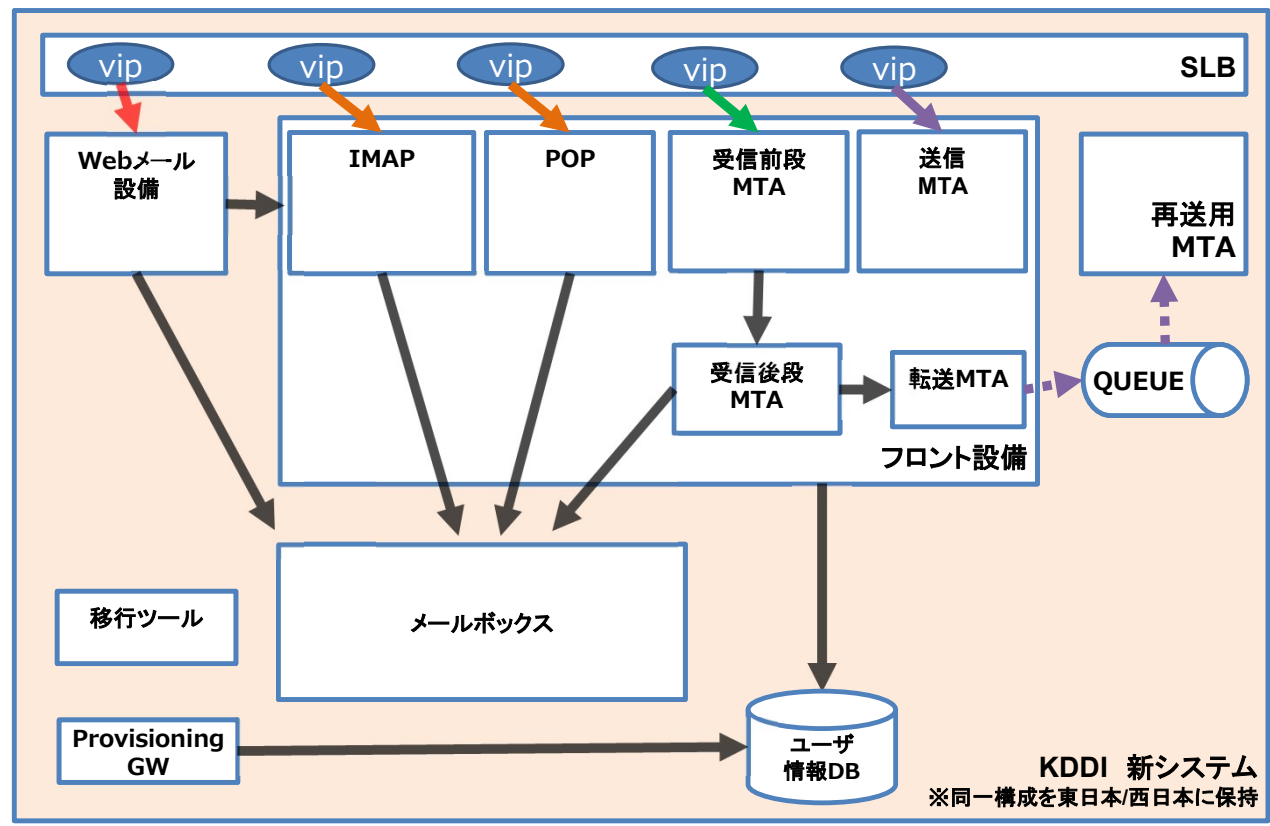 vip
vip
vip
vip
vip
SLB
Webメール
設備
IMAP
POP
受信前段
MTA
送信
MTA
再送用
MTA
受信後段
MTA
転送MTA
QUEUE
フロント設備
移行ツール
メールボックス
Provisioning
GW
ユーザ
情報DB
KDDI 新システム
※同一構成を東日本/西日本に保持